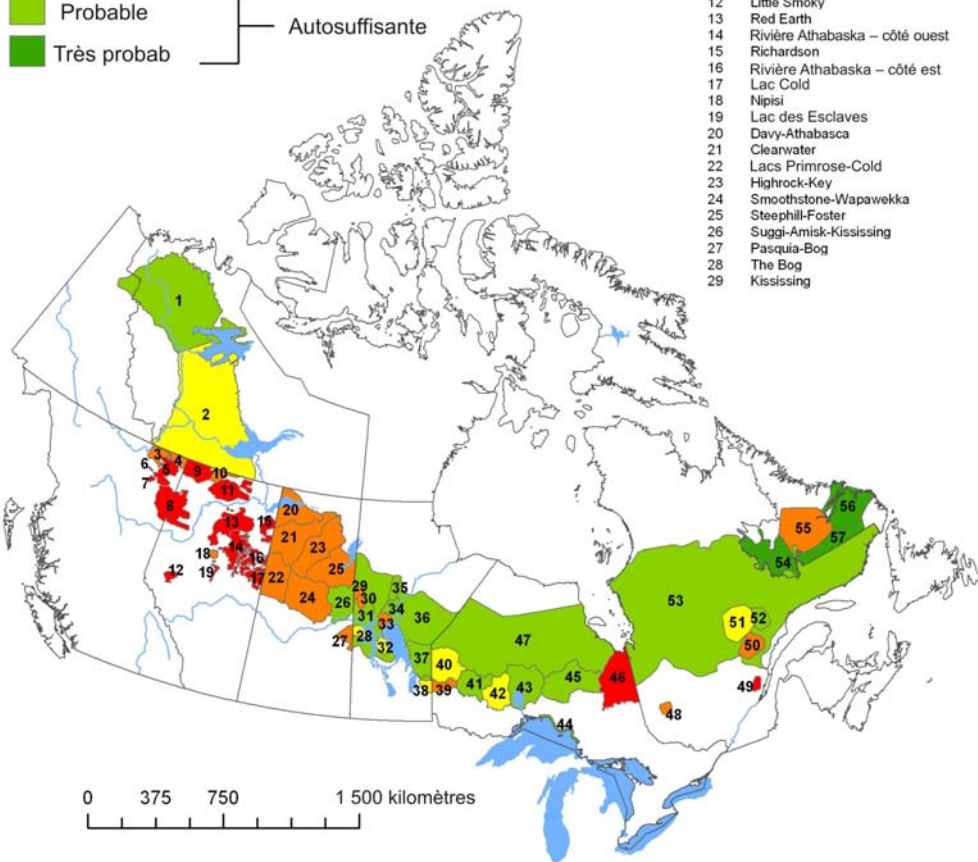 Probable
Très probab
Autosuffisante
12 Little Smoky
13 Red Earth
14 Rivière Athabaska – côté ouest
15 Richardson
16 Rivière Athabaska – côté est
17 Lac Cold
18 Nipisi
19 Lac des Esclaves
20 Davy-Athabasca
21 Clearwater
22 Lacs Primrose-Cold
23 Highrock-Key
24 Smoothstone-Wapawekka
25 Steephill-Foster
26 Suggi-Amisk-Kississing
27 Pasquia-Bog
28 The Bog
29 Kississing
1
2
3
4
5
6
7
8
9
10
11
12
13
14
15
16
17
18
19
20
21
22
23
24
25
26
27
28
29
30
31
32
33
34
35
36
37
38
39
40
41
42
43
44
45
46
47
48
49
50
51
52
53
54
55
56
57
0 375 750 1 500 kilomètres